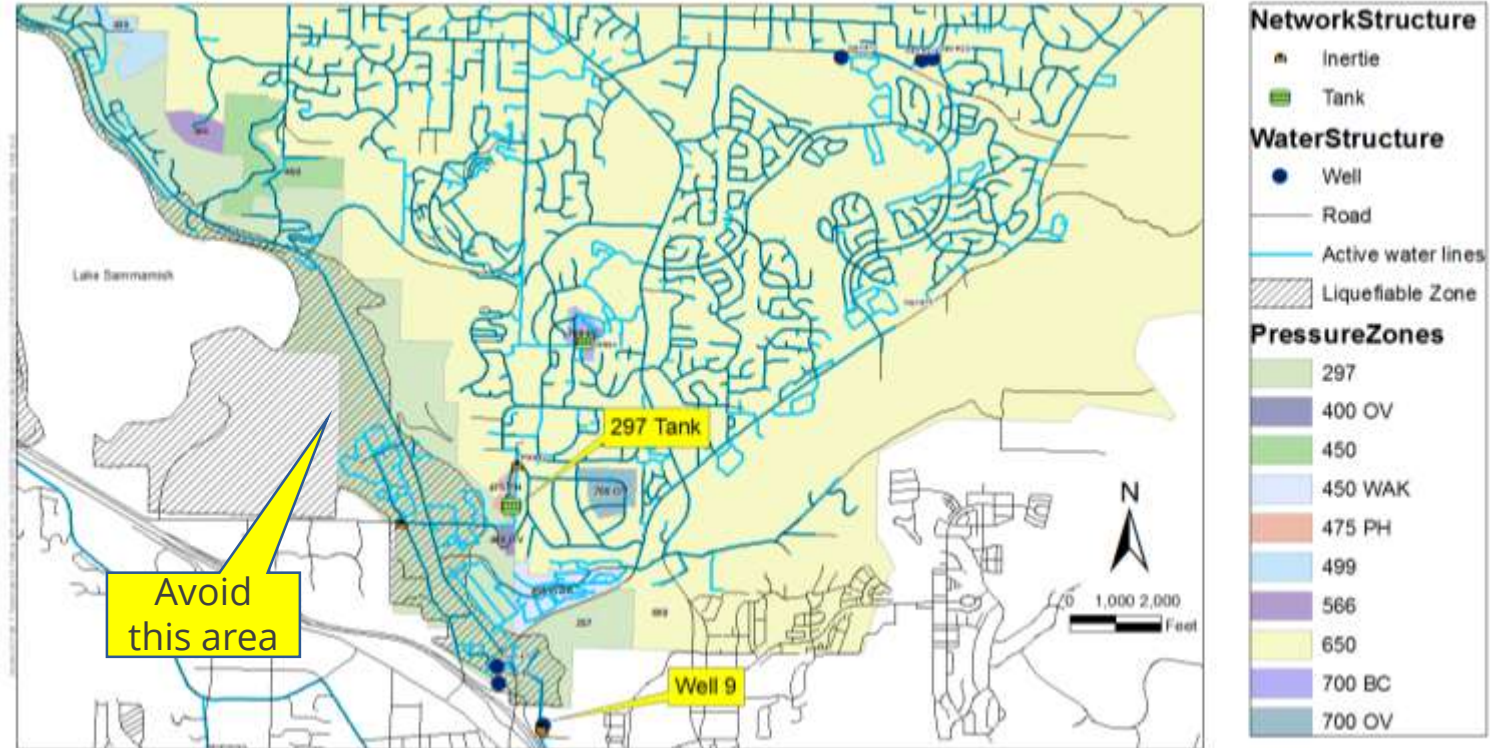 Lake Sammamish
450
297 Tank
Avoid
this area
297
650
Well 9
N
0 1,000 2,000
Feet
NetworkStructure
Inertie
Tank
WaterStructure
Well
Road
Active water lines
Liquefiable Zone
PressureZones
297
400 OV
450
450 WAK
475 PH
499
566
650
700 BC
700 OV